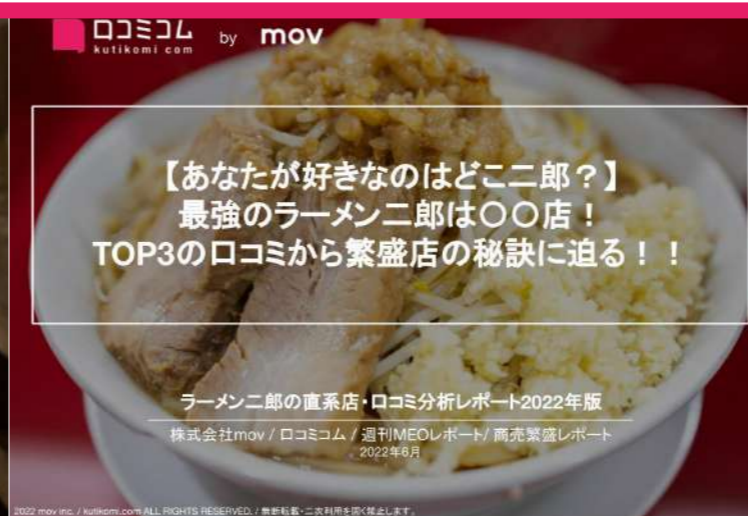 口コミコム
kutikomi com
by mov
【あなたが好きなのはどこ二郎？】
最強のラーメン二郎は〇〇店！
TOP3の口コミから繁盛店の秘訣に迫る！！
ラーメン二郎の直系店・口コミ分析レポート2022年版
株式会社mov / 口コミコム / 週刊MEOレポート/ 商売繁盛レポート
2022年6月
2022 mov inc. / kutikomi.com ALL RIGHTS RESERVED. / 無断転載・二次利用を固く禁止します。